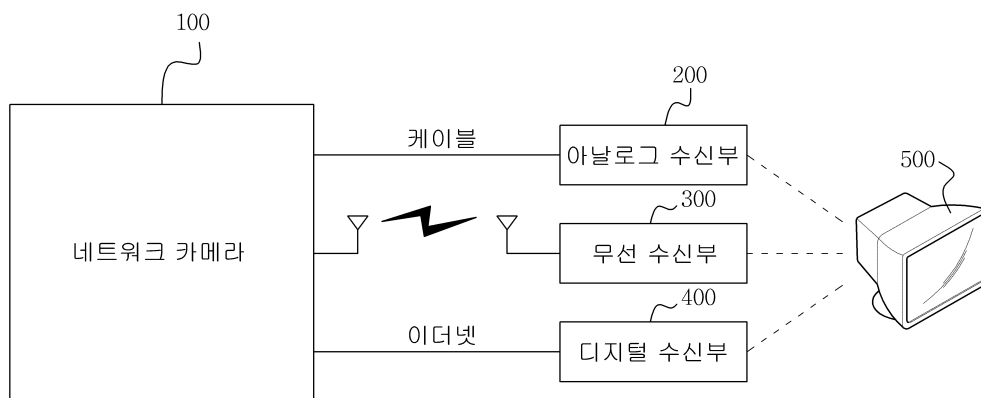 100
200
케이블
아날로그 수신부
500
300
네트워크 카메라
무선 수신부
400
이더넷
디지털 수신부